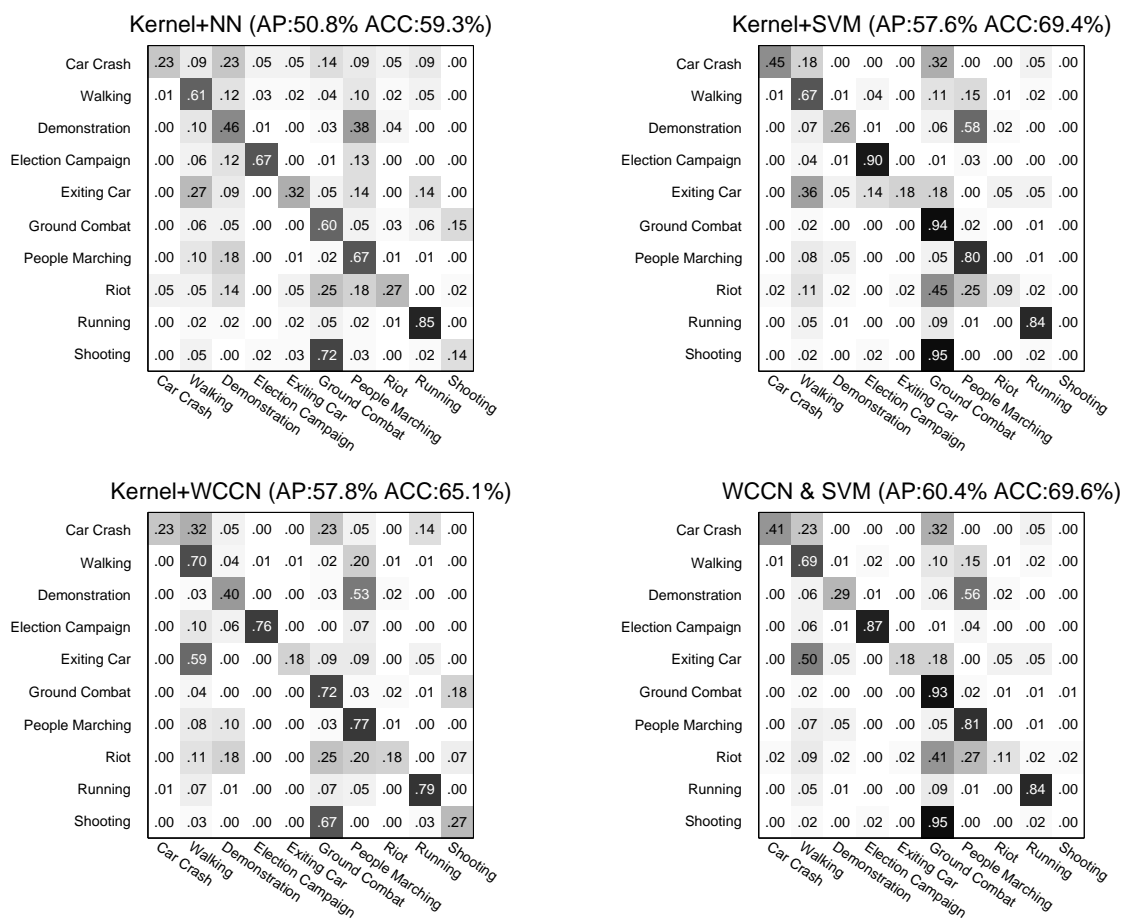 Kernel+NN (AP:50.8% ACC:59.3%)
Car Crash .23 .09 .23 .05 .05 .14 .09 .05 .09 .00
Walking .01 .61 .12 .03 .02 .04 .10 .02 .05 .00
Demonstration .00 .10 .46 .01 .00 .03 .38 .04 .00 .00
Election Campaign .00 .06 .12 .67 .00 .01 .13 .00 .00 .00
Exiting Car .00 .27 .09 .00 .32 .05 .14 .00 .14 .00
Ground Combat .00 .06 .05 .00 .00 .60 .05 .03 .06 .15
People Marching .00 .10 .18 .00 .01 .02 .67 .01 .01 .00
Riot .05 .05 .14 .00 .05 .25 .18 .27 .00 .02
Running .00 .02 .02 .00 .02 .05 .02 .01 .85 .00
Shooting .00 .05 .00 .02 .03 .72 .03 .00 .02 .14
Car Crash Walking Demonstration Election Campaign Exiting Car Ground Combat People Marching Riot Running Shooting
Kernel+SVM (AP:57.6% ACC:69.4%)
Car Crash .45 .18 .00 .00 .00 .32 .00 .00 .05 .00
Walking .01 .67 .01 .04 .00 .11 .15 .01 .02 .00
Demonstration .00 .07 .26 .01 .00 .06 .58 .02 .00 .00
Election Campaign .00 .04 .01 .90 .00 .01 .03 .00 .00 .00
Exiting Car .00 .36 .05 .14 .18 .18 .00 .05 .05 .00
Ground Combat .00 .02 .00 .00 .00 .94 .02 .00 .01 .00
People Marching .00 .08 .05 .00 .00 .05 .80 .00 .01 .00
Riot .02 .11 .02 .00 .02 .45 .25 .09 .02 .00
Running .00 .05 .01 .00 .00 .09 .01 .00 .84 .00
Shooting .00 .02 .00 .02 .00 .95 .00 .00 .02 .00
Car Crash Walking Demonstration Election Campaign Exiting Car Ground Combat People Marching Riot Running Shooting
Kernel+WCCN (AP:57.8% ACC:65.1%)
Car Crash .23 .32 .05 .00 .00 .23 .05 .00 .14 .00
Walking .00 .70 .04 .01 .01 .02 .20 .01 .01 .00
Demonstration .00 .03 .40 .00 .00 .03 .53 .02 .00 .00
Election Campaign .00 .10 .06 .76 .00 .00 .07 .00 .00 .00
Exiting Car .00 .59 .00 .00 .18 .09 .09 .00 .05 .00
Ground Combat .00 .04 .00 .00 .00 .72 .03 .02 .01 .18
People Marching .00 .08 .10 .00 .00 .03 .77 .01 .00 .00
Riot .00 .11 .18 .00 .00 .25 .20 .18 .00 .07
Running .01 .07 .01 .00 .00 .07 .05 .00 .79 .00
Shooting .00 .03 .00 .00 .00 .67 .00 .00 .03 .27
Car Crash Walking Demonstration Election Campaign Exiting Car Ground Combat People Marching Riot Running Shooting
WCCN & SVM (AP:60.4% ACC:69.6%)
Car Crash .41 .23 .00 .00 .00 .32 .00 .00 .05 .00
Walking .01 .69 .01 .02 .00 .10 .15 .01 .02 .00
Demonstration .00 .06 .29 .01 .00 .06 .56 .02 .00 .00
Election Campaign .00 .06 .01 .87 .00 .01 .04 .00 .00 .00
Exiting Car .00 .50 .05 .00 .18 .18 .00 .05 .05 .00
Ground Combat .00 .02 .00 .00 .00 .93 .02 .01 .01 .01
People Marching .00 .07 .05 .00 .00 .05 .81 .00 .01 .00
Riot .02 .09 .02 .00 .02 .41 .27 .11 .02 .02
Running .00 .05 .01 .00 .00 .09 .01 .00 .84 .00
Shooting .00 .02 .00 .02 .00 .95 .00 .00 .02 .00
Car Crash Walking Demonstration Election Campaign Exiting Car Ground Combat People Marching Riot Running Shooting